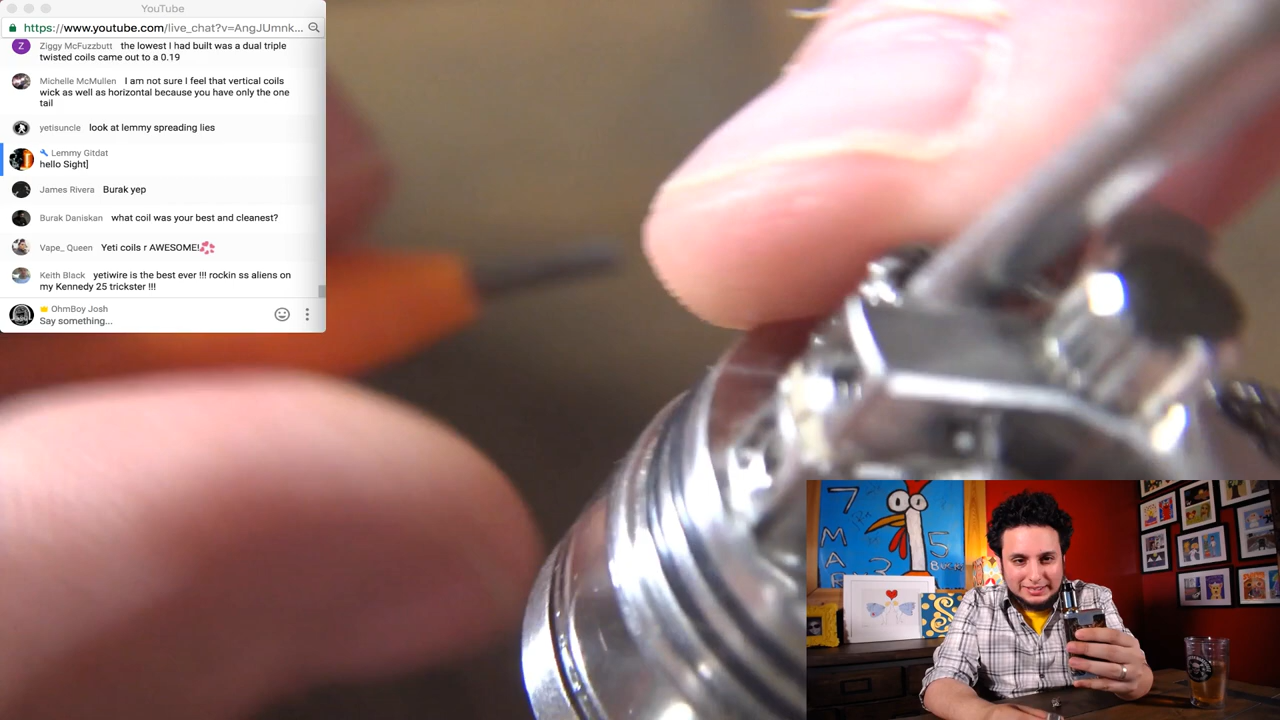 YouTube
https://www.youtube.com/live_chat?v=AngJUmnk...
Z Ziggy McFuzzbutt the lowest I had built was a dual triple
twisted coils came out to a 0.19
Michelle McMullen I am not sure I feel that vertical coils
wick as well as horizontal because you have only the one
tail
yetisuncle look at lemmy spreading lies
Lemmy Gitdat
hello Sight]
James Rivera Burak yep
Burak Daniskan what coil was your best and cleanest?
Vape_ Queen Yeti coils r AWESOME!
Keith Black yetiwire is the best ever !!! rockin ss aliens on
my Kennedy 25 trickster !!!
OhmBoy Josh
Say something...
7
M
A
5
3